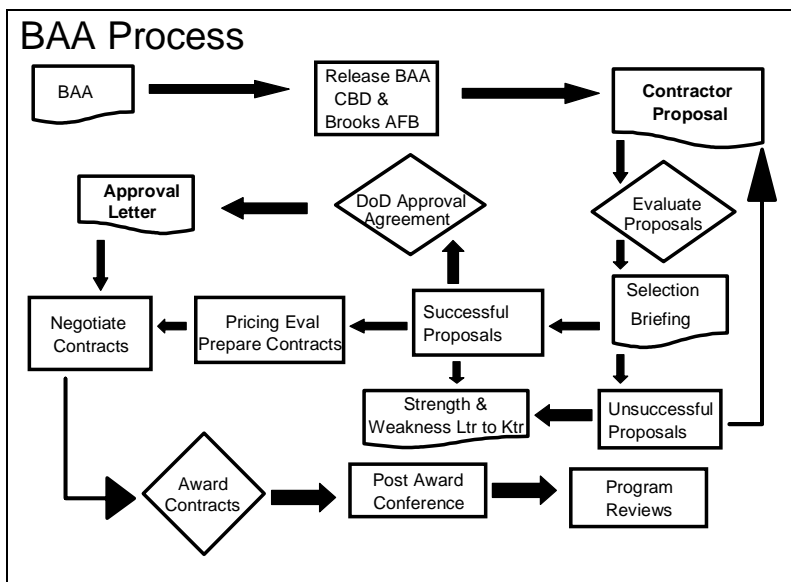 BAA Process
BAA
Release BAA
CBD &
Brooks AFB
Contractor
Proposal
Approval
Letter
DoD Approval
Agreement
Evaluate
Proposals
Negotiate
Contracts
Pricing Eval
Prepare Contracts
Successful
Proposals
Selection
Briefing
Strength &
Weakness Ltr to Ktr
Unsuccessful
Proposals
Award
Contracts
Post Award
Conference
Program
Reviews